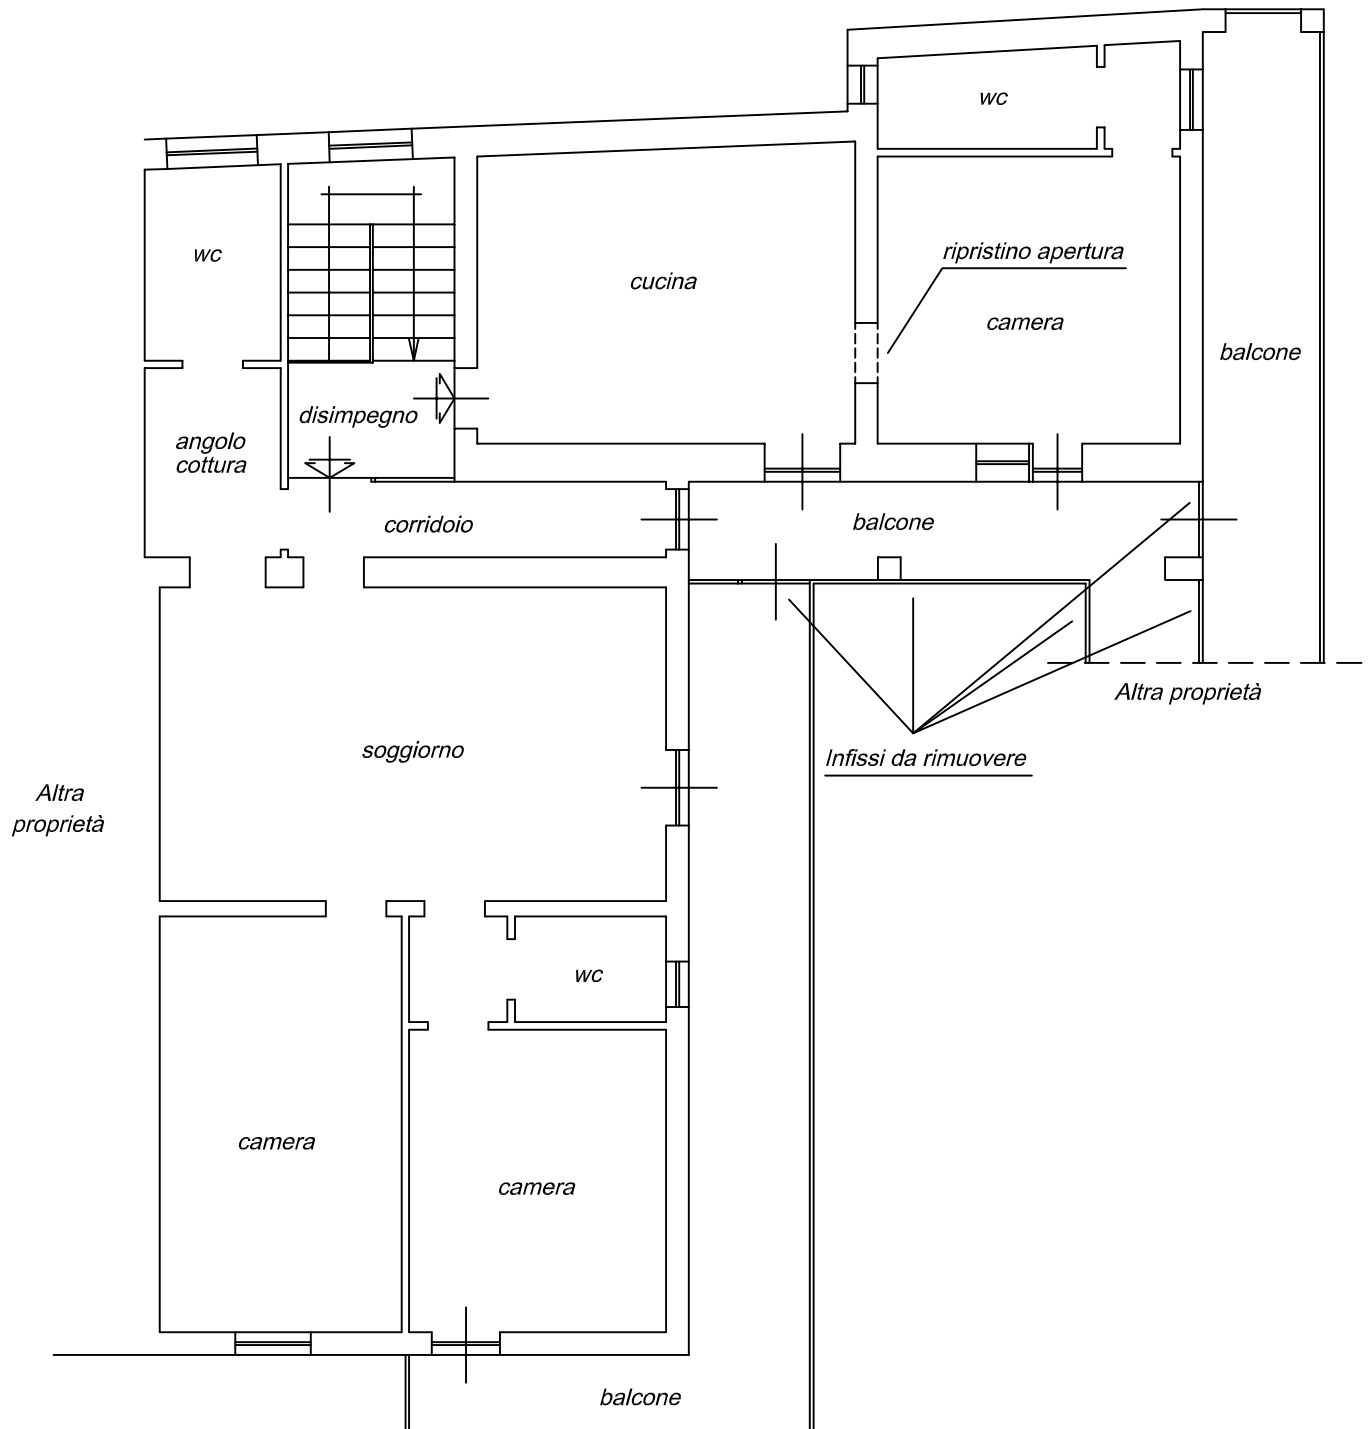 wc
wc
ripristino apertura
cucina
camera
balcone
disimpegno
angolo
cottura
corridoio
balcone
Altra proprietà
soggiorno
Infissi da rimuovere
Altra
proprietà
wc
camera
camera
balcone